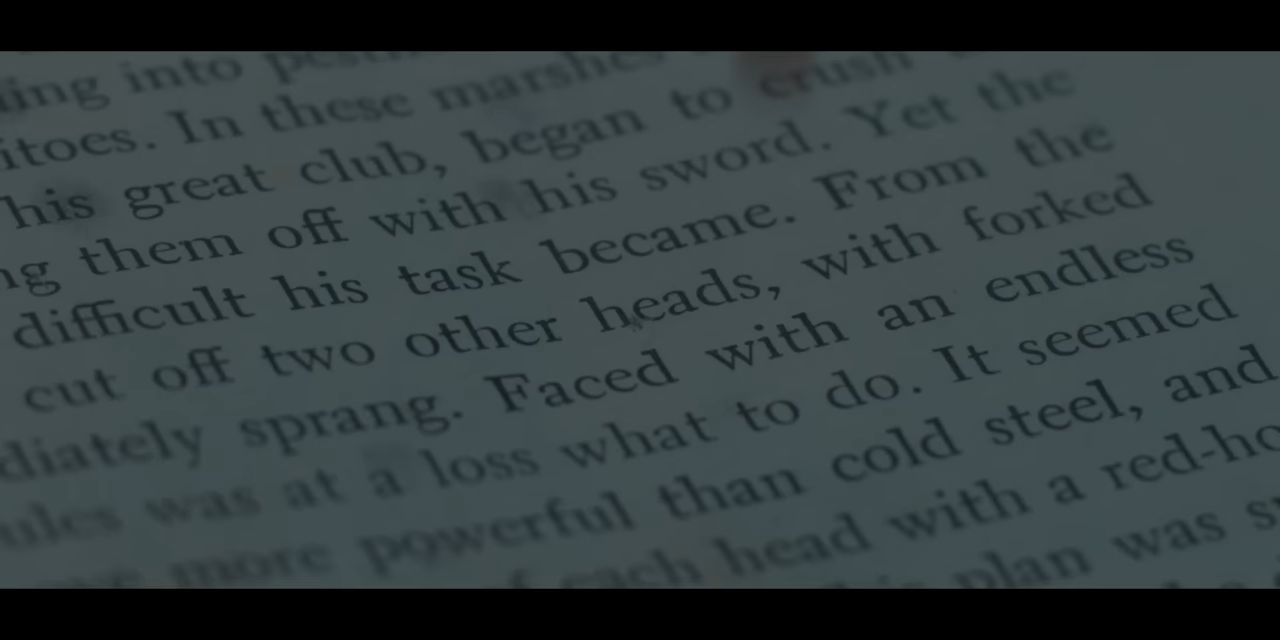 into
itoes. In these marshes
his great club, began to crush
them off with his sword. Yet the
difficult his task became. From the
cut off two other heads, with forked
diately sprang. Faced with an endless
ules was at a loss what to do. It seemed
more powerful than cold steel, and
each head with a red-ho
plan was